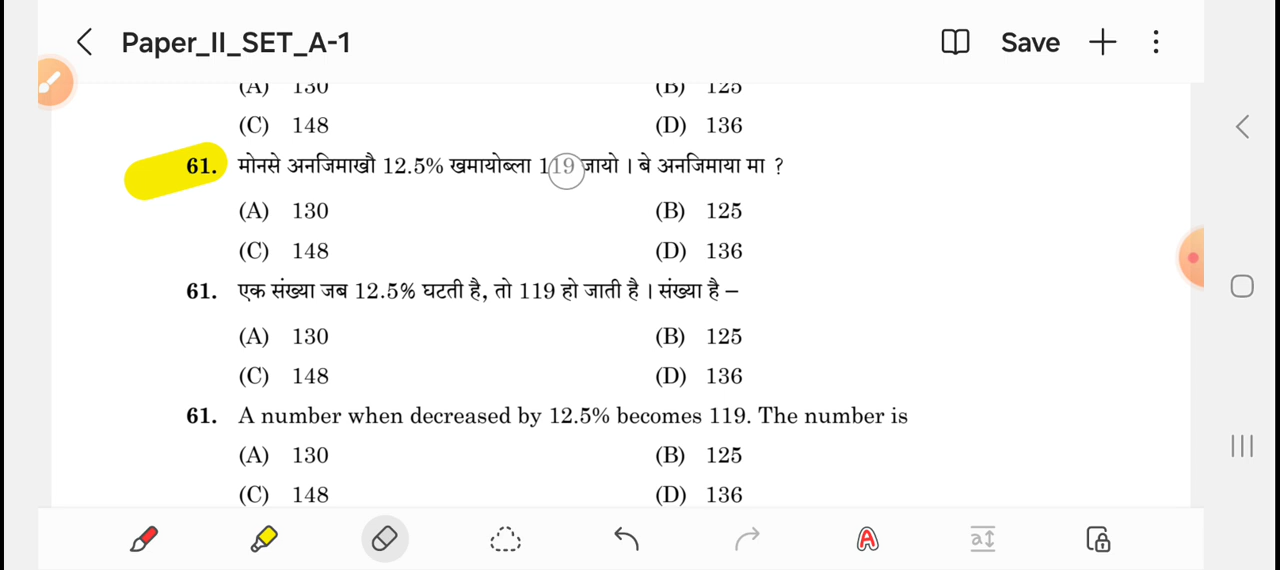 Paper_II_SET_A-1 Save
(A) 130 (B) 125
(C) 148 (D) 136
61. मोनसे अनजिमाखौ 12.5% खमायोब्ला 119 जायो । बे अनजिमाया मा ?
(A) 130 (B) 125
(C) 148 (D) 136
61. एक संख्या जब 12.5% घटती है, तो 119 हो जाती है । संख्या है –
(A) 130 (B) 125
(C) 148 (D) 136
61. A number when decreased by 12.5% becomes 119. The number is
(A) 130 (B) 125
(C) 148 (D) 136
A a